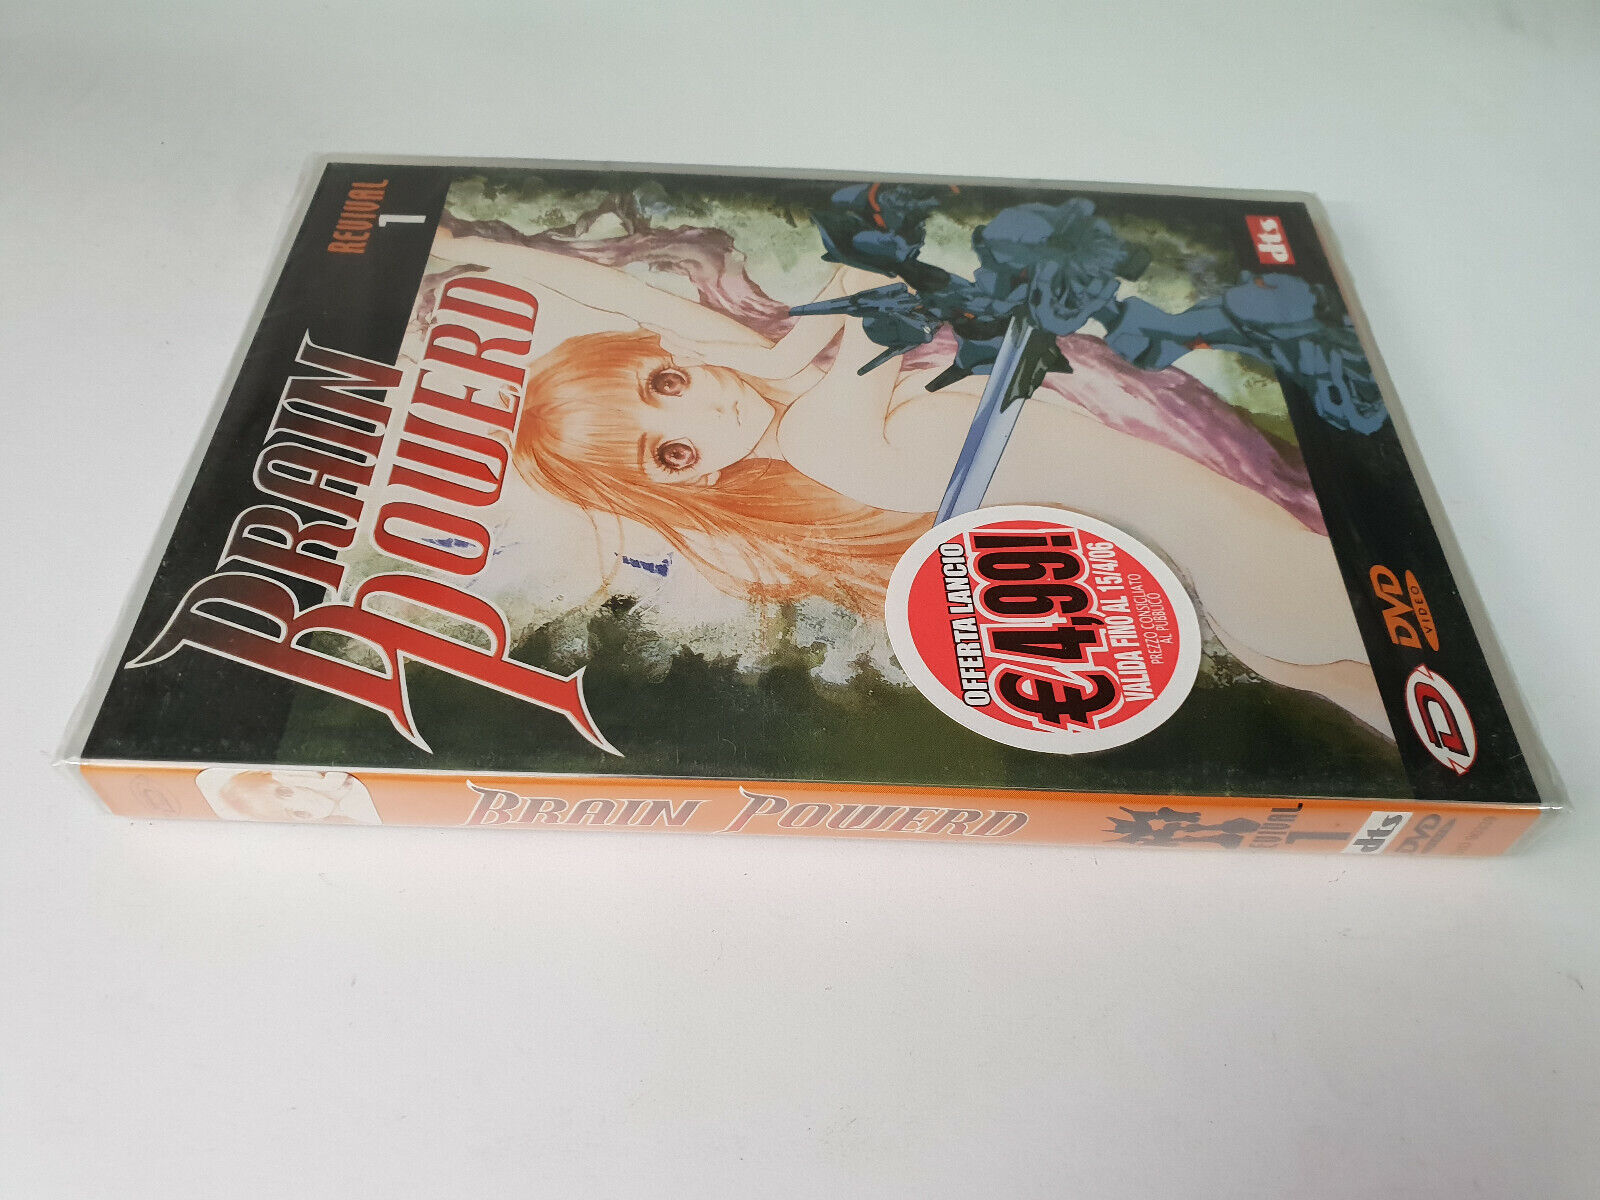 REVIVAL
1
BRAIN
POWERD
dts
OFFERTA LANCIO
€4,99!
VALIDA FINO AL 15/4/06
PREZZO CONSIGLIATO
AL PUBBLICO
DVD
VIDEO
D
BRAIN POWERD
1
dts
DVD